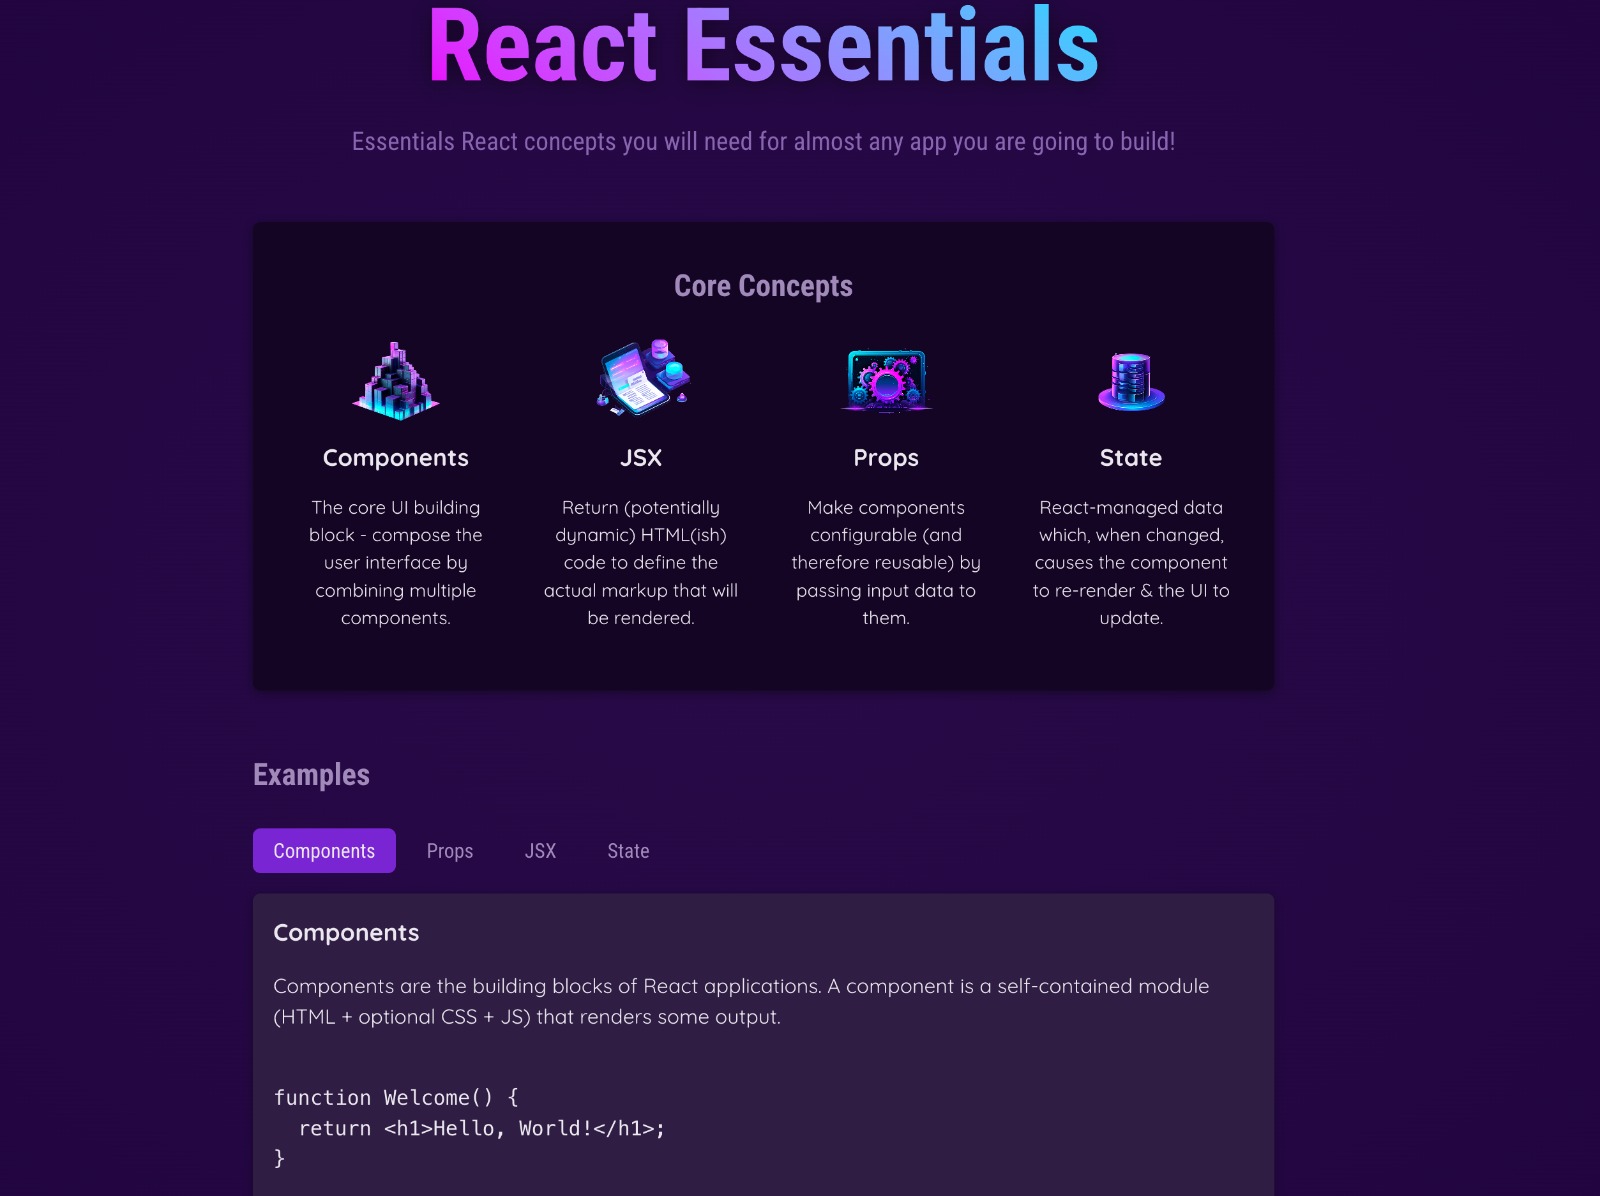 React Essentials
Essentials React concepts you will need for almost any app you are going to build!
Core Concepts
Components
The core UI building
block - compose the
user interface by
combining multiple
components.
JSX
Return (potentially
dynamic) HTML(ish)
code to define the
actual markup that will
be rendered.
Props
Make components
configurable (and
therefore reusable) by
passing input data to
them.
State
React-managed data
which, when changed,
causes the component
to re-render & the UI to
update.
Examples
Components Props JSX State
Components
Components are the building blocks of React applications. A component is a self-contained module
(HTML + optional CSS + JS) that renders some output.
function Welcome() {
  return <h1>Hello, World!</h1>;
}